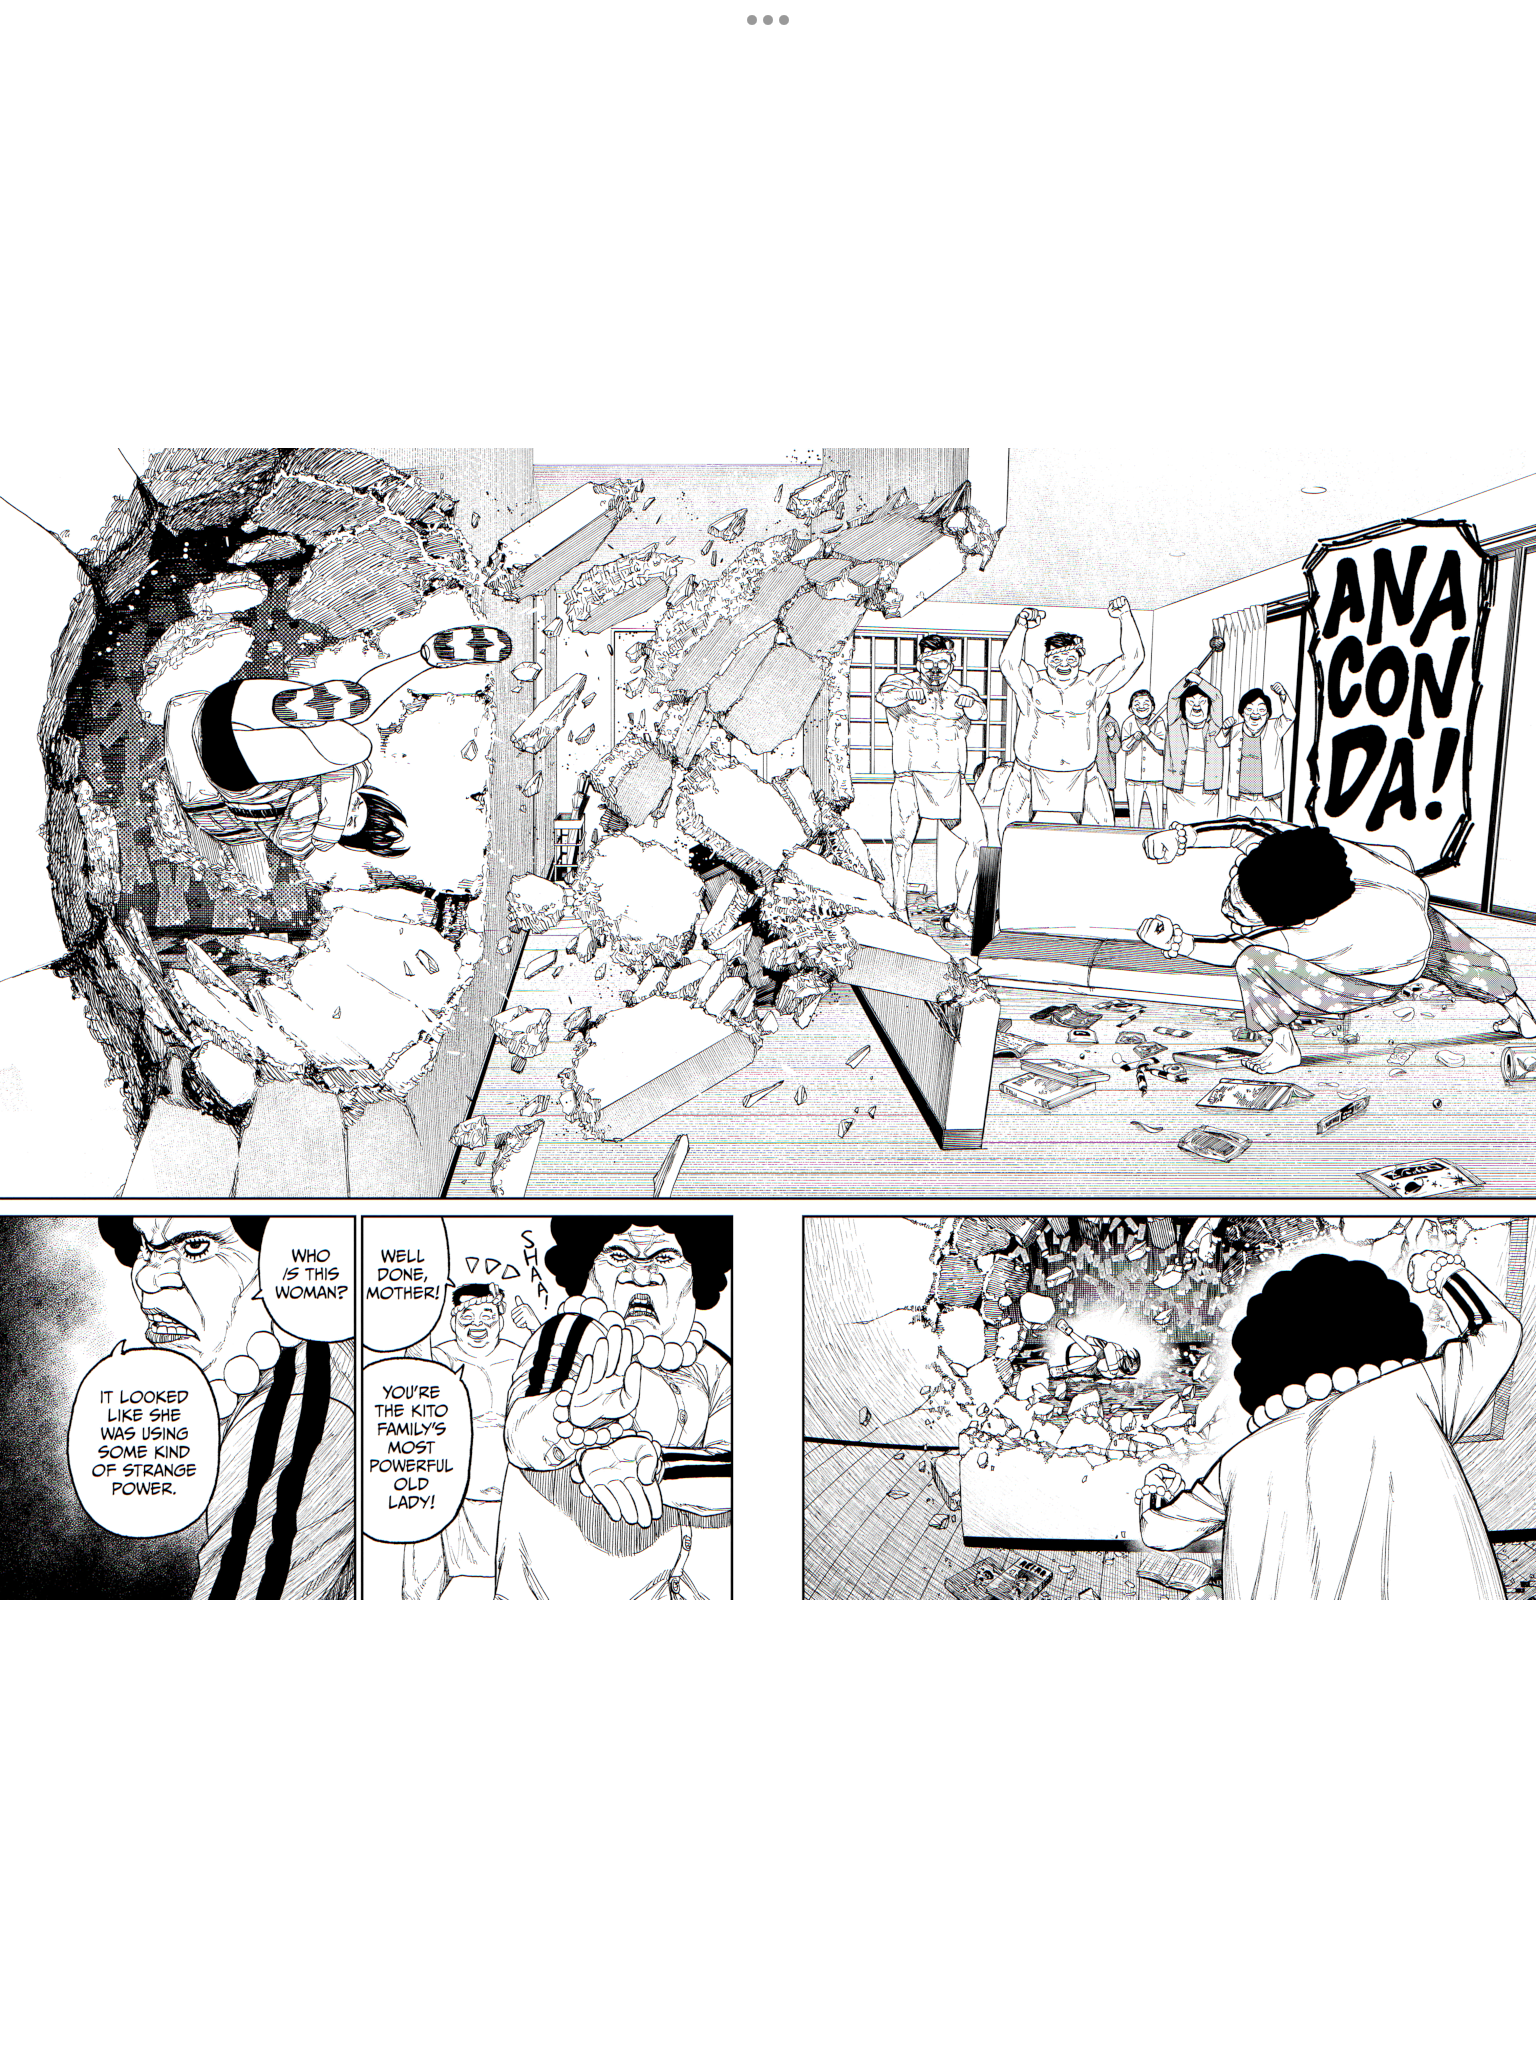 ANA
CON
DA!
SHAA!
WELL
DONE,
MOTHER!
YOU'RE
THE KITO
FAMILY'S
MOST
POWERFUL
OLD
LADY!
WHO
IS THIS
WOMAN?
IT LOOKED
LIKE SHE
WAS USING
SOME KIND
OF STRANGE
POWER.